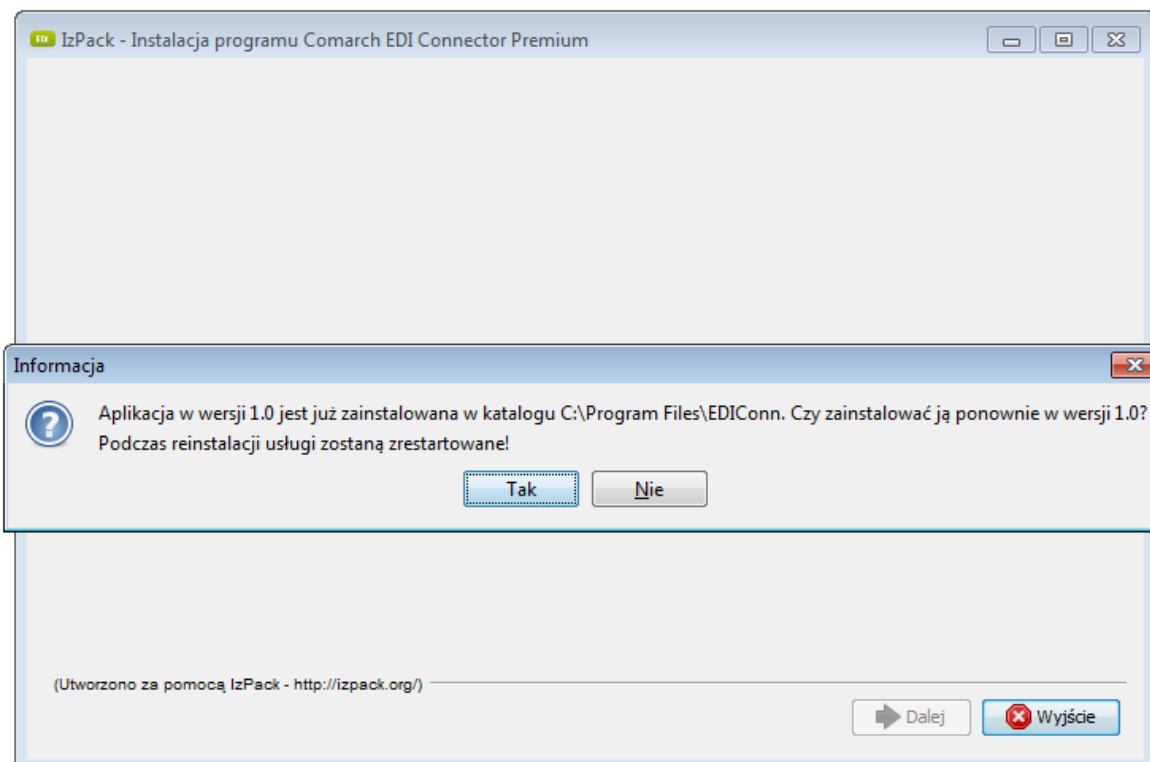 EDI IzPack - Instalacja programu Comarch EDI Connector Premium
Informacja
Aplikacja w wersji 1.0 jest już zainstalowana w katalogu C:\Program Files\EDIConn. Czy zainstalować ją ponownie w wersji 1.0?
Podczas reinstalacji usługi zostaną zrestartowane!
Tak Nie
(Utworzono za pomocą IzPack - http://izpack.org/)
Dalej Wyjście